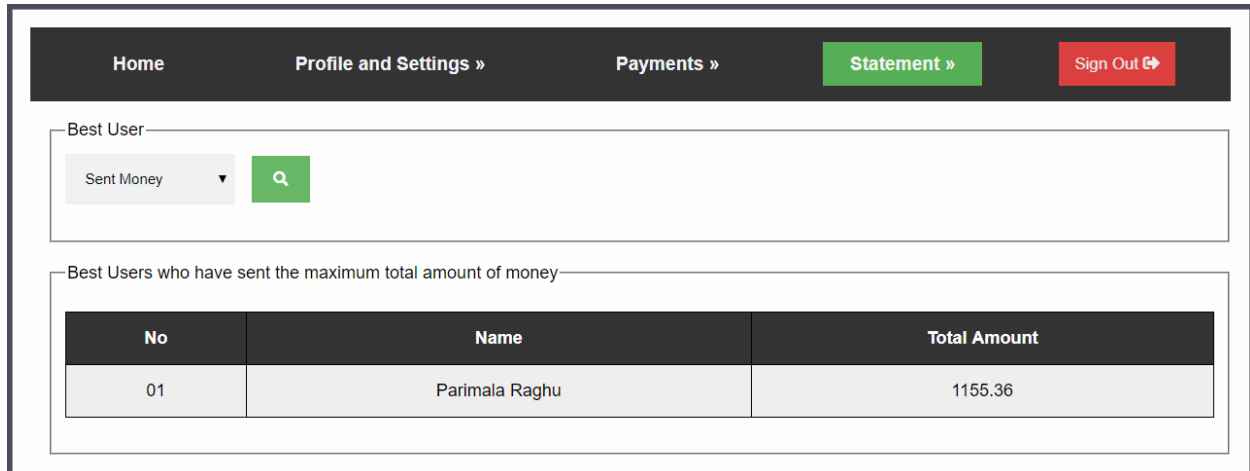 Home Profile and Settings » Payments » Statement » Sign Out
Best User
Sent Money
Best Users who have sent the maximum total amount of money
No Name Total Amount
01 Parimala Raghu 1155.36